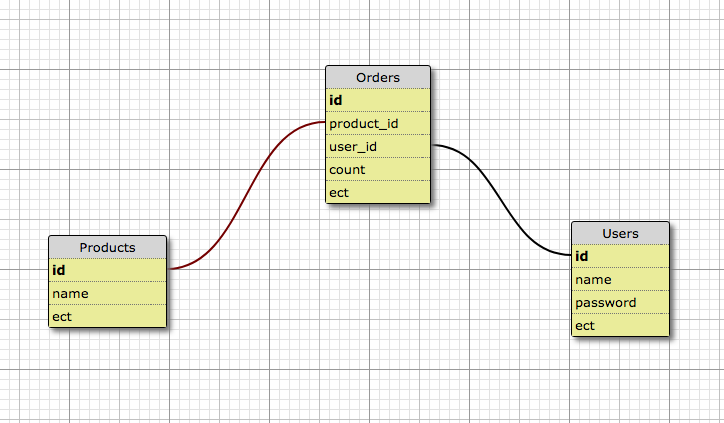 Orders
id
product_id
user_id
count
ect
Products
id
name
ect
Users
id
name
password
ect